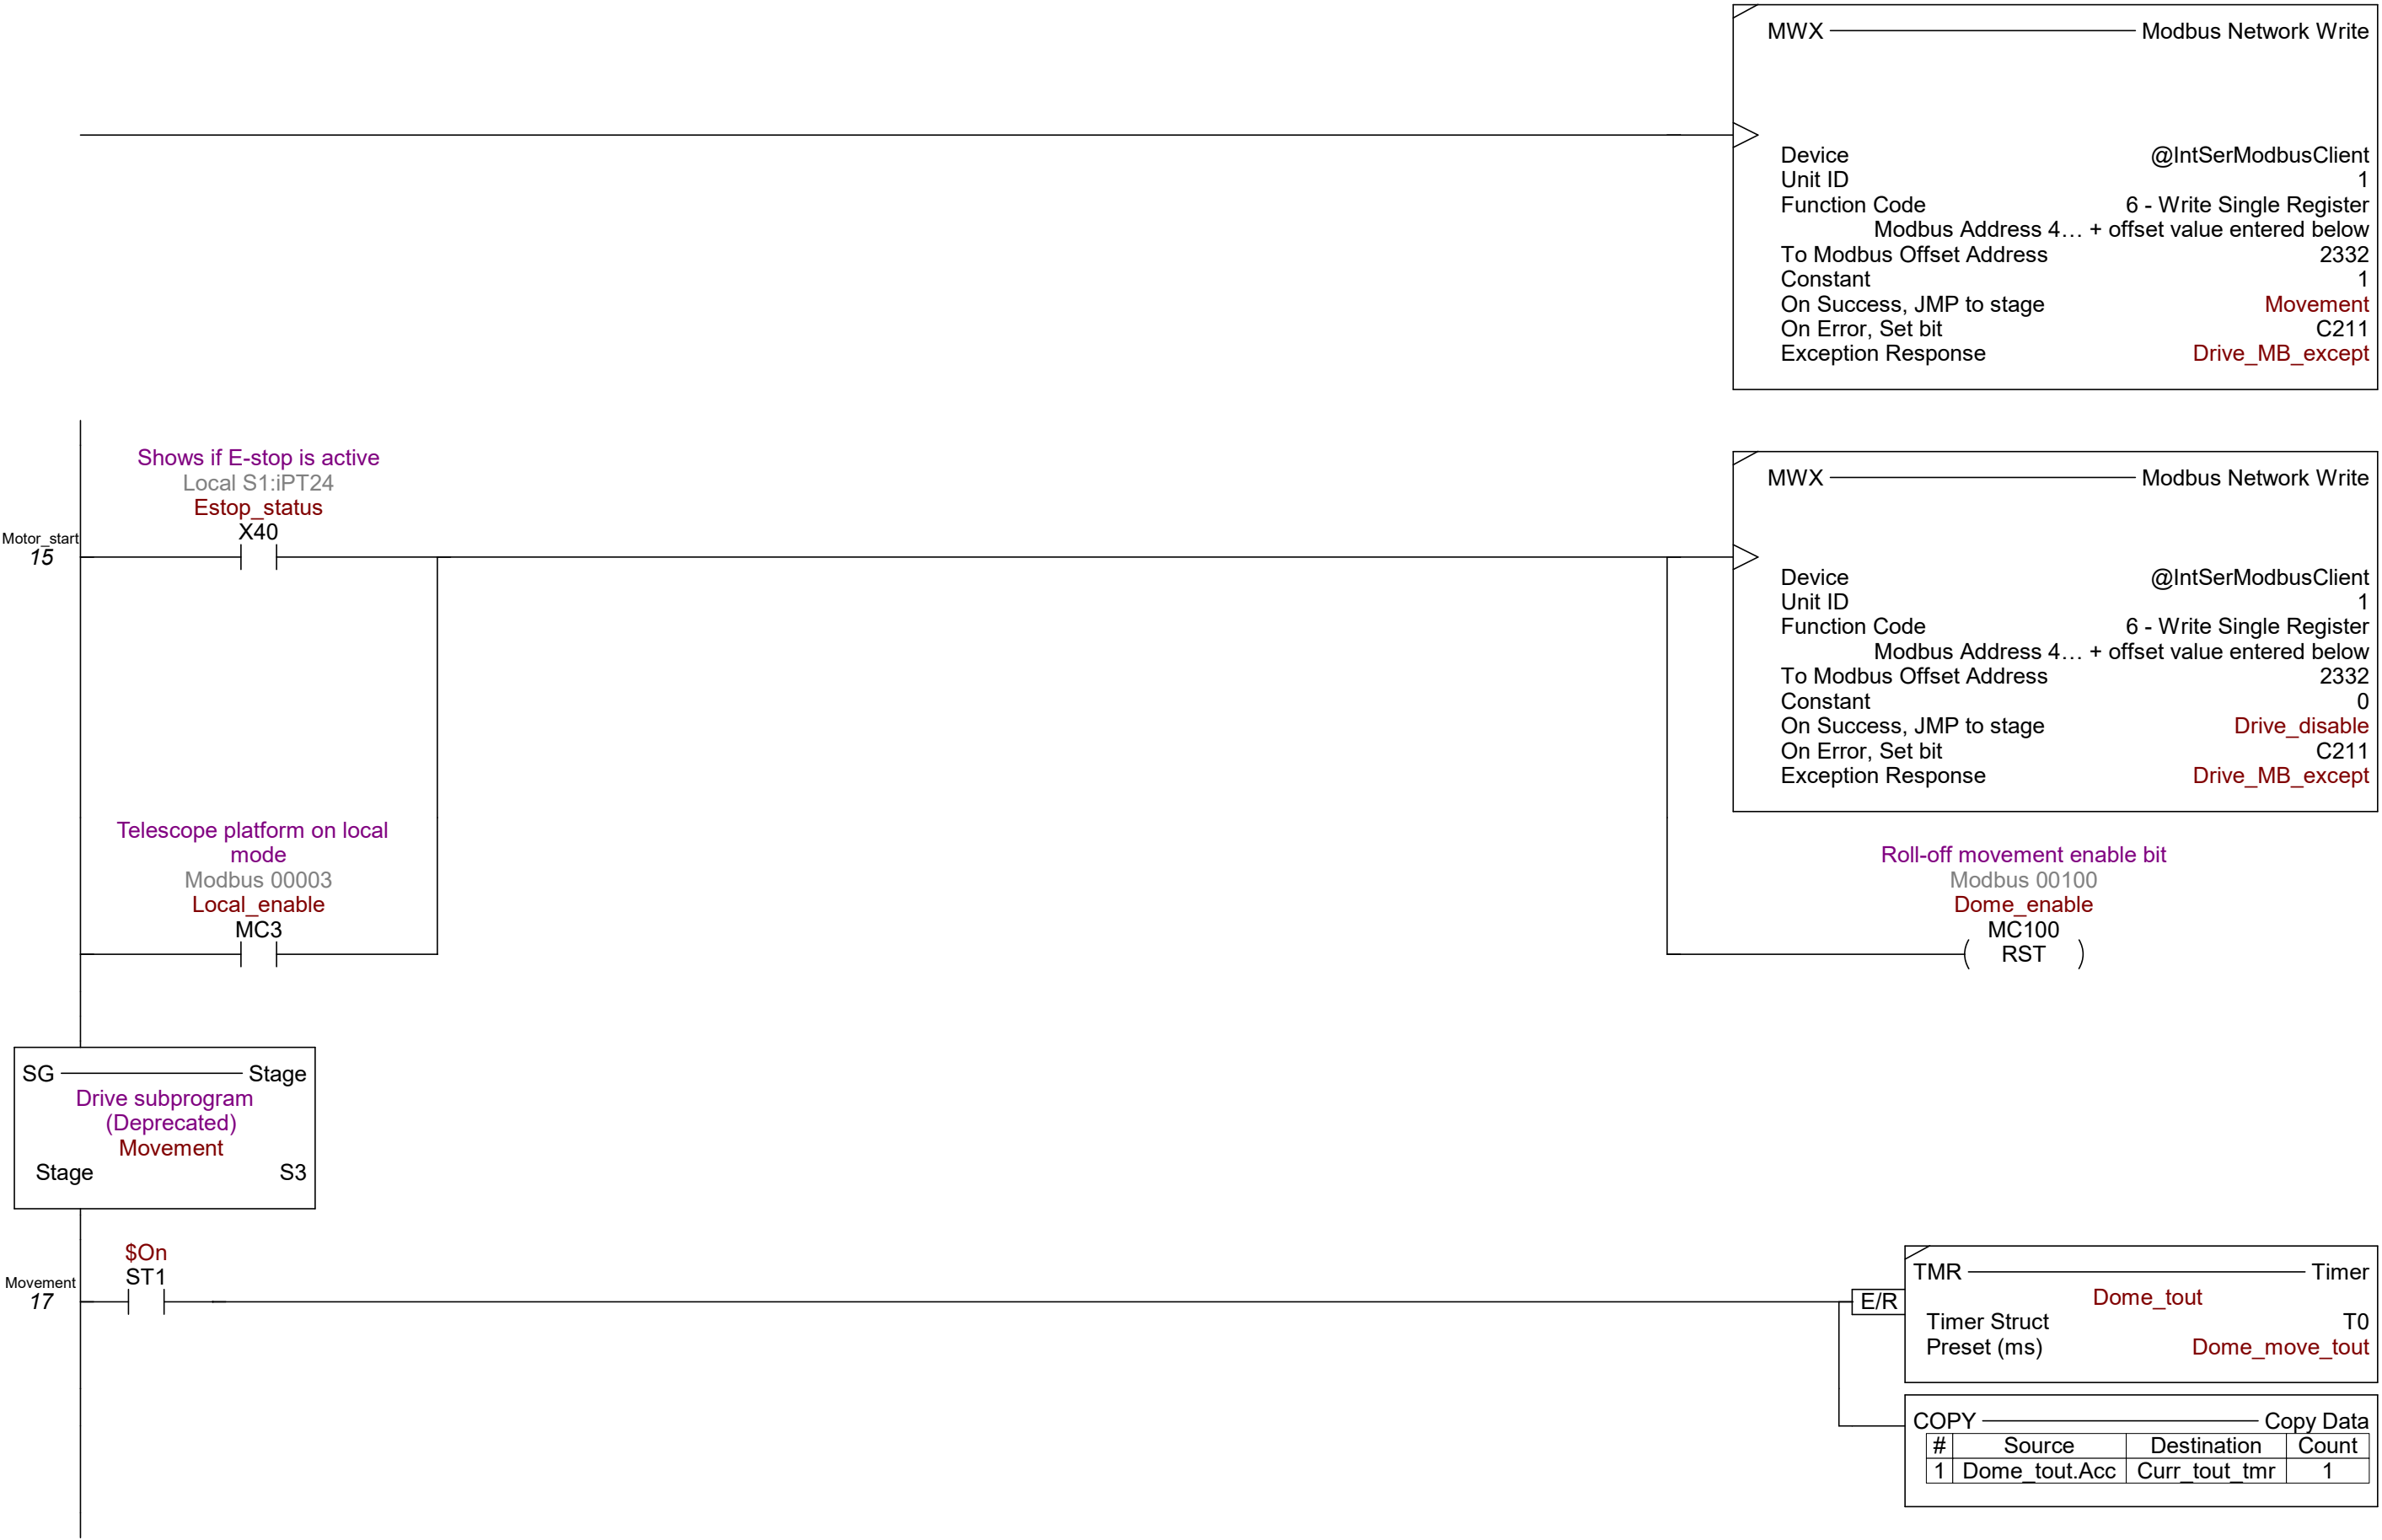 MWX Modbus Network Write
Device @IntSerModbusClient
Unit ID 1
Function Code 6 - Write Single Register
Modbus Address 4… + offset value entered below
To Modbus Offset Address 2332
Constant 1
On Success, JMP to stage Movement
On Error, Set bit C211
Exception Response Drive_MB_except
Shows if E-stop is active
Local S1:iPT24
Estop_status
X40
Motor_start
15
MWX Modbus Network Write
Device @IntSerModbusClient
Unit ID 1
Function Code 6 - Write Single Register
Modbus Address 4… + offset value entered below
To Modbus Offset Address 2332
Constant 0
On Success, JMP to stage Drive_disable
On Error, Set bit C211
Exception Response Drive_MB_except
Telescope platform on local
mode
Modbus 00003
Local_enable
MC3
Roll-off movement enable bit
Modbus 00100
Dome_enable
MC100
RST
SG Stage
Drive subprogram
(Deprecated)
Movement
Stage S3
$On
ST1
Movement
17
E/R
TMR Timer
Dome_tout
Timer Struct T0
Preset (ms) Dome_move_tout
COPY Copy Data
# Source Destination Count
1 Dome_tout.Acc Curr_tout_tmr 1